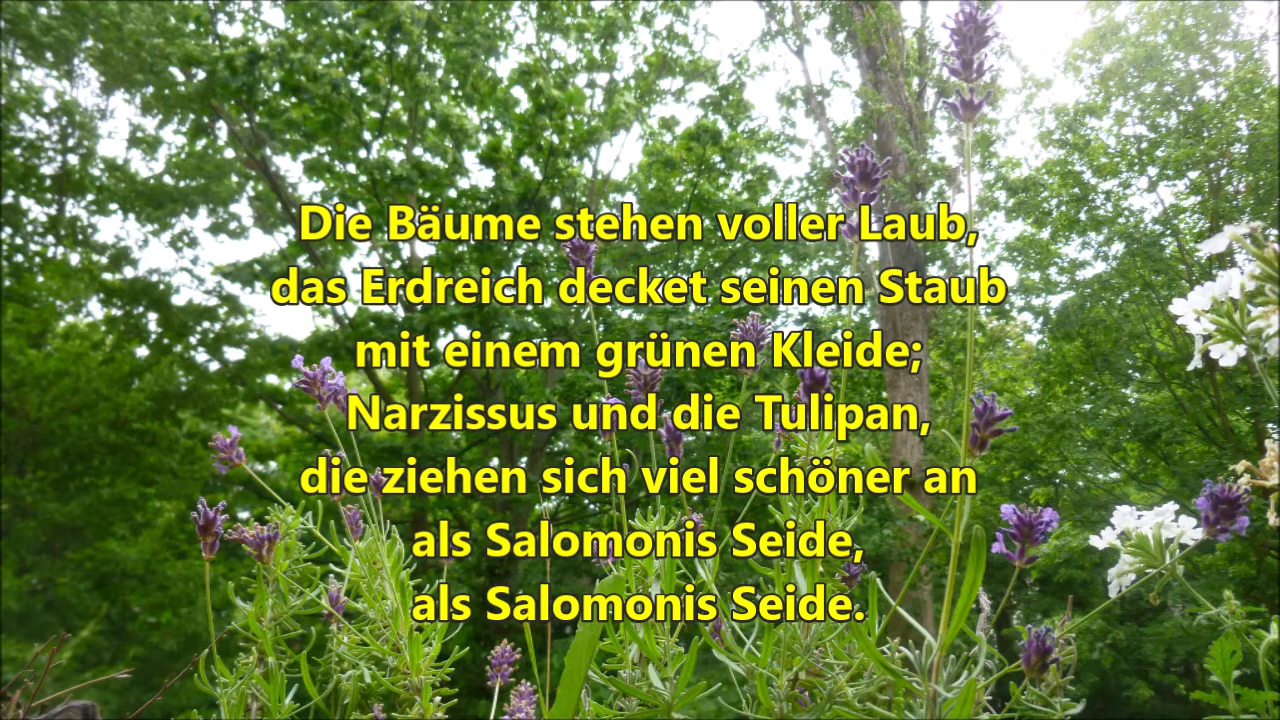 Die Bäume stehen voller Laub,
das Erdreich decket seinen Staub
mit einem grünen Kleide;
Narzissus und die Tulipan,
die ziehen sich viel schöner an
als Salomonis Seide,
als Salomonis Seide.